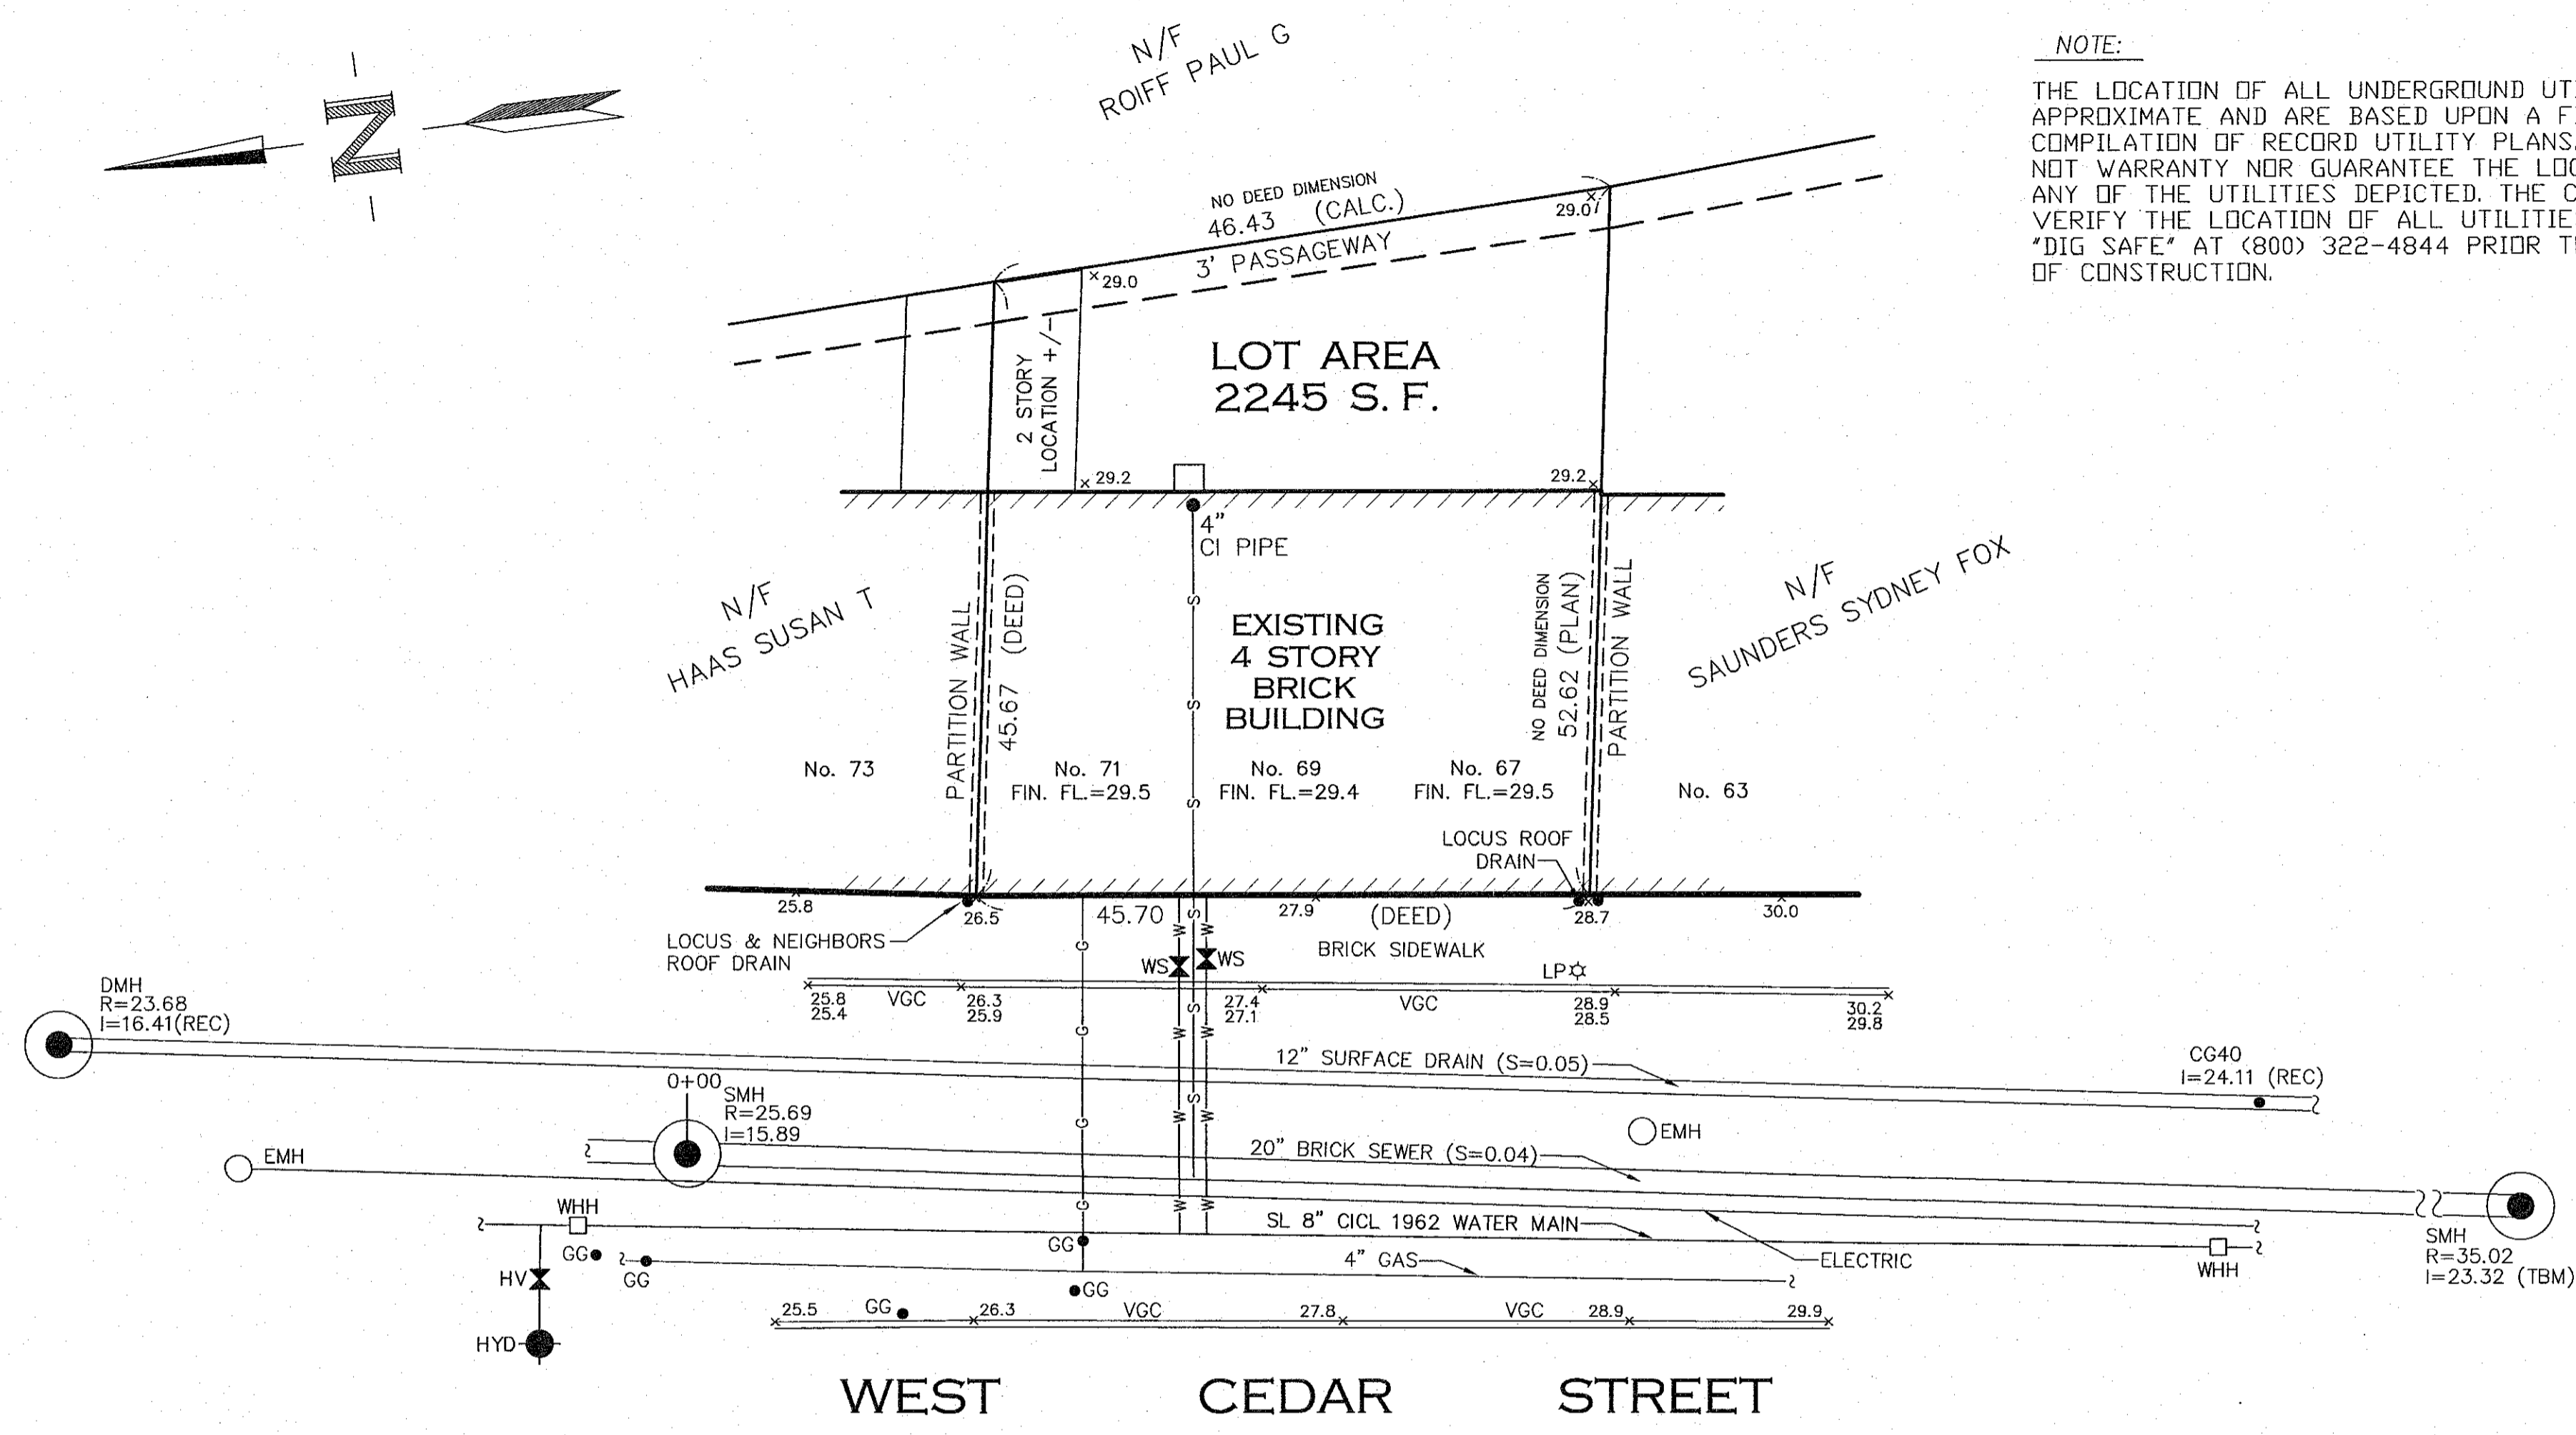 N
N/F
ROIFF PAUL G
NOTE:
THE LOCATION OF ALL UNDERGROUND
APPROXIMATE AND ARE BASED UPON A
COMPILATION OF RECORD UTILITY PLANS.
NOT WARRANTY NOR GUARANTEE THE
ANY OF THE UTILITIES DEPICTED. THE
VERIFY THE LOCATION OF ALL
"DIG SAFE" AT (800) 322-4844 PRIOR
OF CONSTRUCTION.
NO DEED DIMENSION
46.43 (CALC.)
3' PASSAGEWAY
29.0
29.0
LOT AREA
2245 S. F.
2 STORY
LOCATION +/-
29.2
29.2
4"
CI PIPE
N/F
HAAS SUSAN T
PARTITION WALL
45.67 (DEED)
EXISTING
4 STORY
BRICK
BUILDING
NO DEED DIMENSION
52.62 (PLAN)
PARTITION WALL
N/F
SAUNDERS SYDNEY FOX
No. 73
No. 71
FIN. FL.=29.5
No. 69
FIN. FL.=29.4
No. 67
FIN. FL.=29.5
No. 63
LOCUS ROOF
DRAIN
25.8
26.5
45.70
27.9
(DEED)
28.7
30.0
LOCUS & NEIGHBORS
ROOF DRAIN
BRICK SIDEWALK
WS
WS
LP
25.8
25.4
VGC
26.3
25.9
27.4
27.1
VGC
28.9
28.5
30.2
29.8
DMH
R=23.68
I=16.41(REC)
12" SURFACE DRAIN (S=0.05)
CG40
I=24.11 (REC)
0+00
SMH
R=25.69
I=15.89
EMH
EMH
20" BRICK SEWER (S=0.04)
WHH
SL 8" CICL 1962 WATER MAIN
GG
GG
GG
4" GAS
ELECTRIC
WHH
SMH
R=35.02
I=23.32 (TBM)
HV
GG
25.5
GG
26.3
VGC
27.8
VGC
28.9
29.9
HYD
S
S
S
S
S
S
S
G
G
G
G
W
W
W
W
W
W
W
W
WEST CEDAR STREET